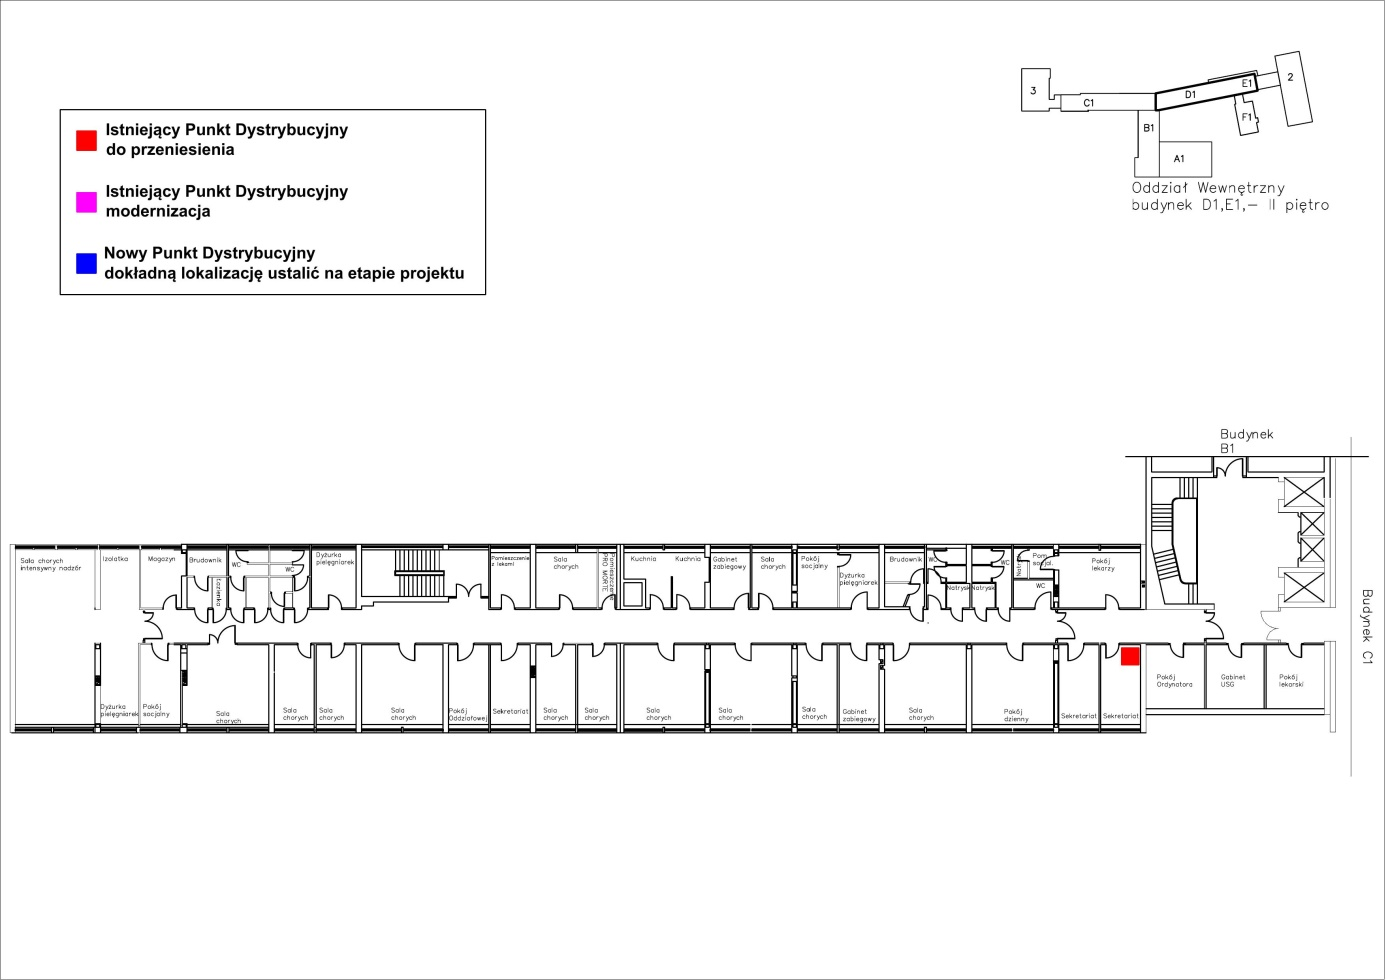 Istniejący Punkt Dystrybucyjny
do przeniesienia
Istniejący Punkt Dystrybucyjny
modernizacja
Nowy Punkt Dystrybucyjny
dokładną lokalizację ustalić na etapie projektu
3
C1
D1
E1
2
B1
F1
A1
Oddział Wewnętrzny
budynek D1,E1,– II piętro
Budynek
B1
Budynek C1
Sala chorych
intensywny nadzór
Izolatka
Magazyn
Brudownik
Łazienka
WC
WC
Dyżurka
pielęgniarek
Pomieszczenie
z lekami
Sala
chorych
Pomieszczenie
PRO MORTE
Kuchnia
Kuchnia
Gabinet
zabiegowy
Sala
chorych
Pokój
socjalny
Dyżurka
pielęgniarek
Brudownik
WC
Natrysk
Natrysk
WC
Natr.
Pom.
socjal.
WC
Pokój
lekarzy
Dyżurka
pielęgniarek
Pokój
socjalny
Sala
chorych
Sala
chorych
Sala
chorych
Sala
chorych
Pokój
Oddziałowej
Sekretariat
Sala
chorych
Sala
chorych
Sala
chorych
Sala
chorych
Sala
chorych
Gabinet
zabiegowy
Sala
chorych
Pokój
dzienny
Sekretariat
Sekretariat
Pokój
Ordynatora
Gabinet
USG
Pokój
lekarski